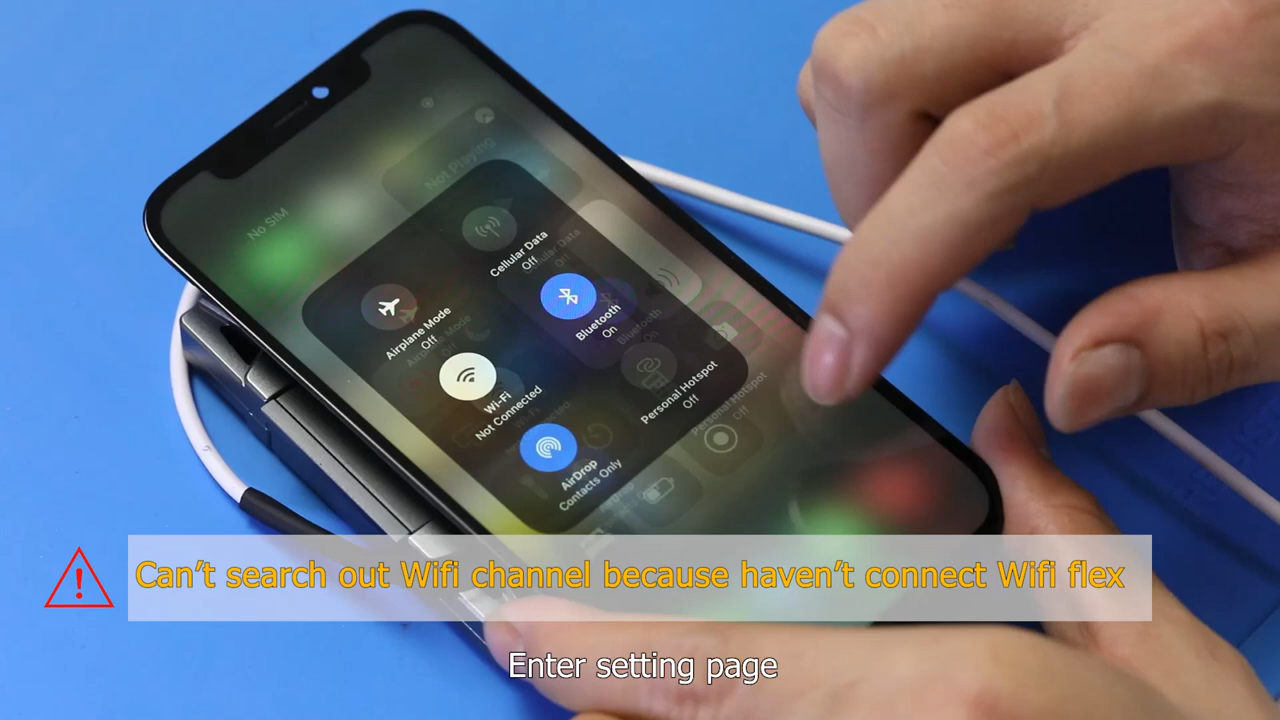 Not Playing
No SIM
Cellular Data
Off
Airplane Mode
Off
Bluetooth
On
Wi-Fi
Not Connected
Personal Hotspot
Off
AirDrop
Contacts Only
Can't search out Wifi channel because haven't connect Wifi flex
Enter setting page